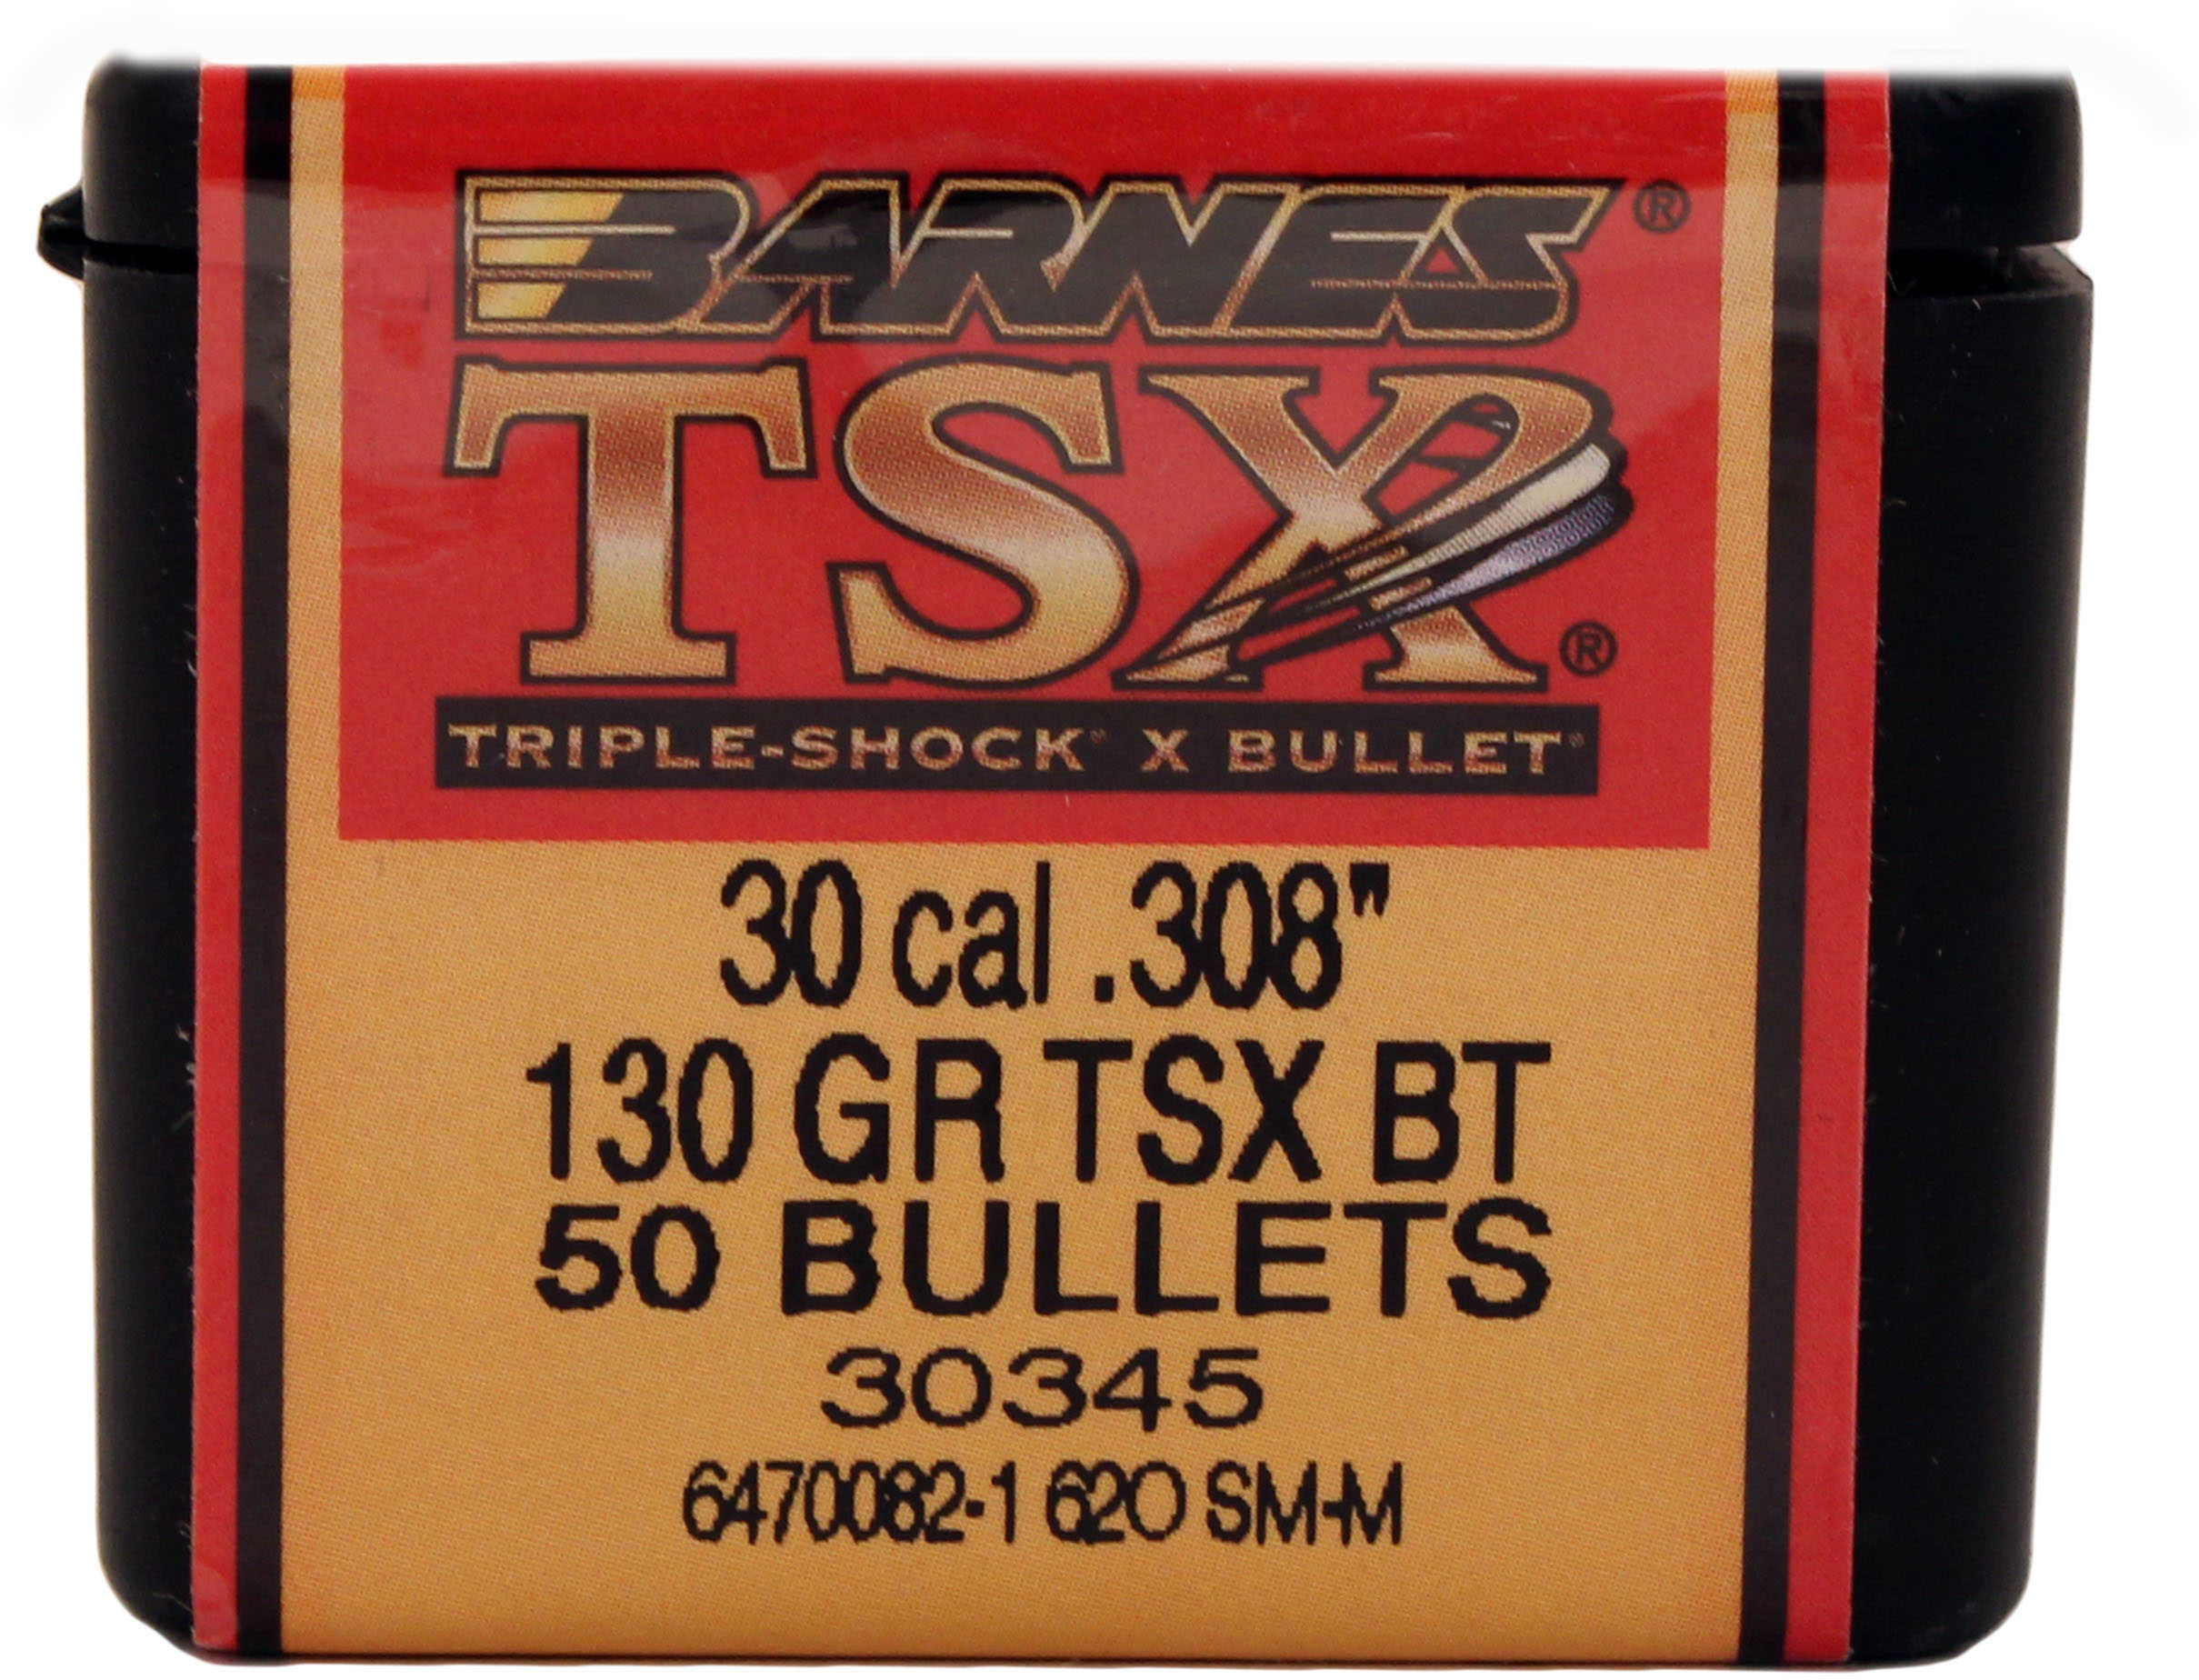 BARNES®
TSX®
TRIPLE-SHOCK® X BULLET®
30 cal .308"
130 GR TSX BT
50 BULLETS
30345
6470082-1 620 SM-M